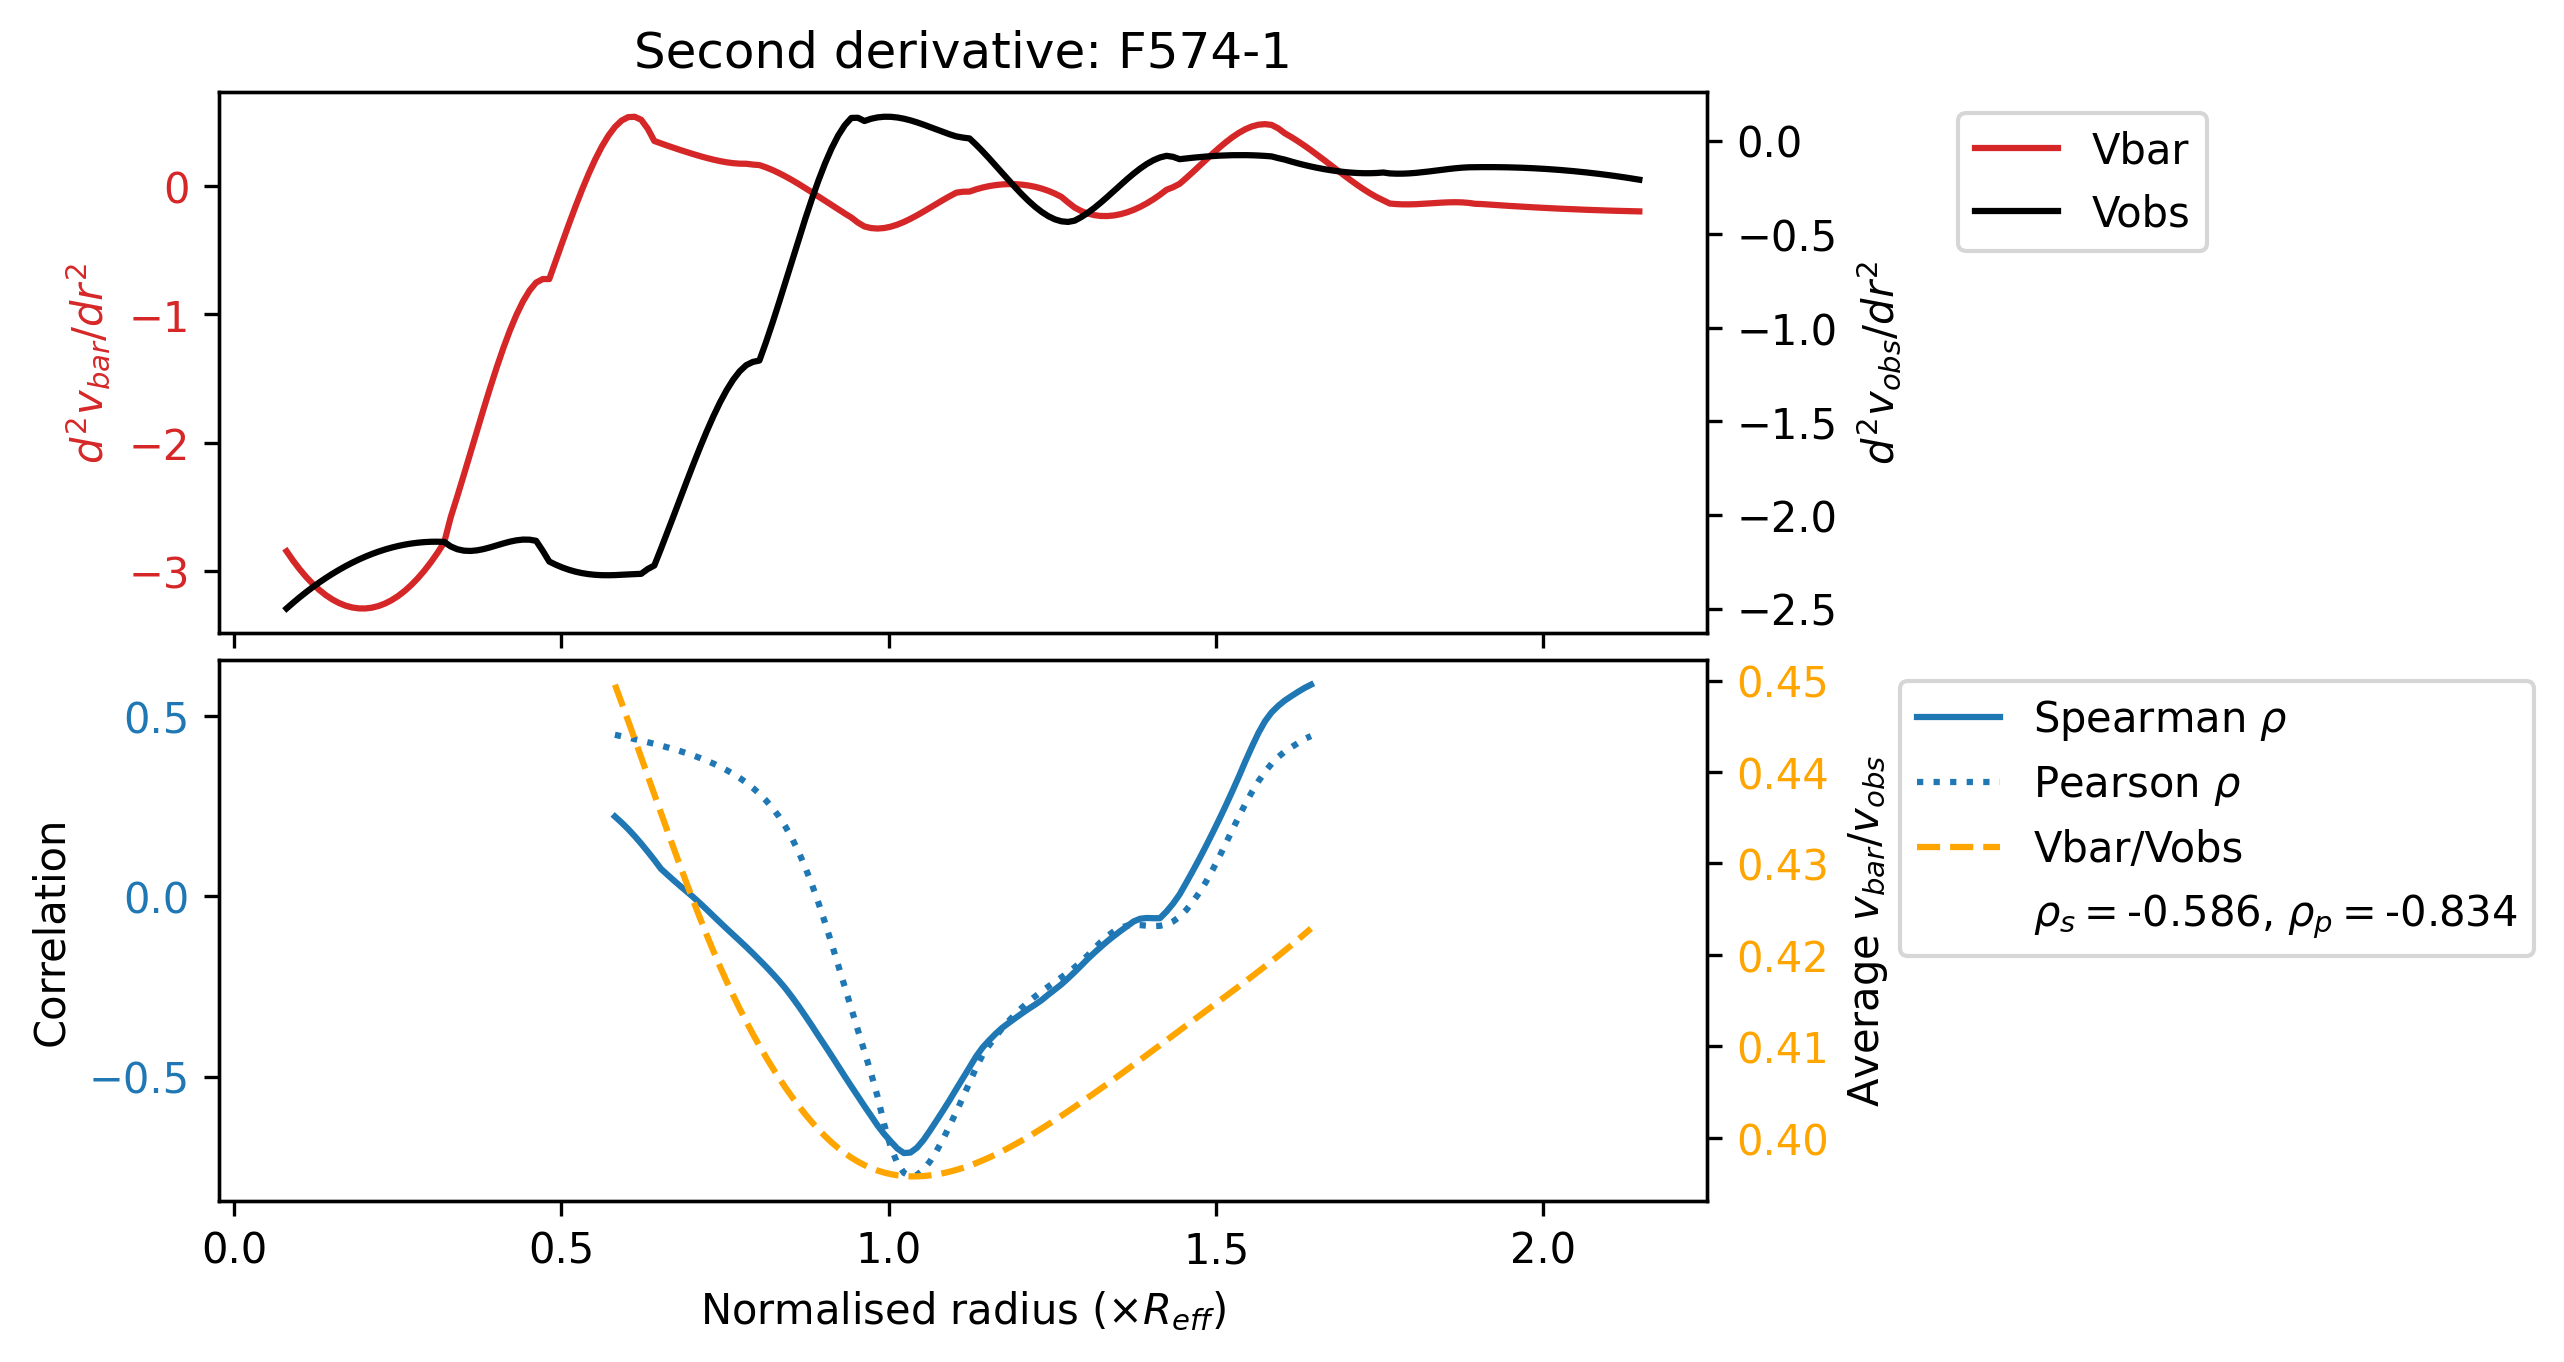 Second derivative: F574-1
d²v_bar/dr²
0
−1
−2
−3
0.0
−0.5
−1.0
−1.5
−2.0
−2.5
d²v_obs/dr²
Vbar
Vobs
Correlation
0.5
0.0
−0.5
0.45
0.44
0.43
0.42
0.41
0.40
Average v_bar/v_obs
Spearman ρ
Pearson ρ
Vbar/Vobs
ρ_s = -0.586, ρ_p = -0.834
0.0 0.5 1.0 1.5 2.0
Normalised radius (×R_eff)